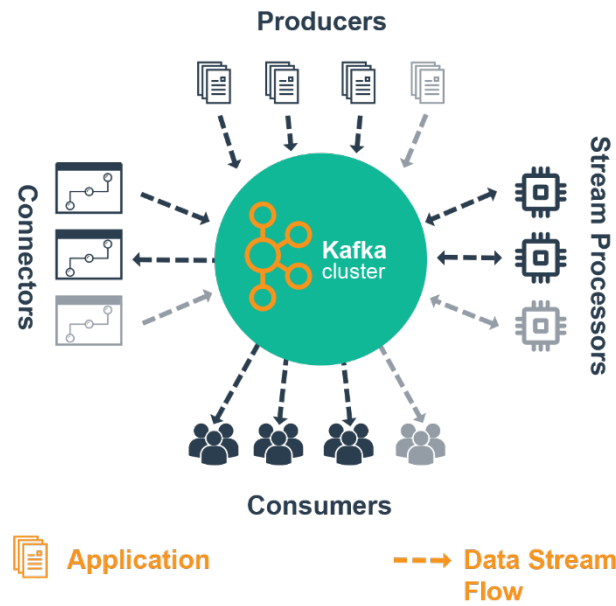 Producers
Connectors
Kafka
cluster
Stream Processors
Consumers
Application
Data Stream
Flow